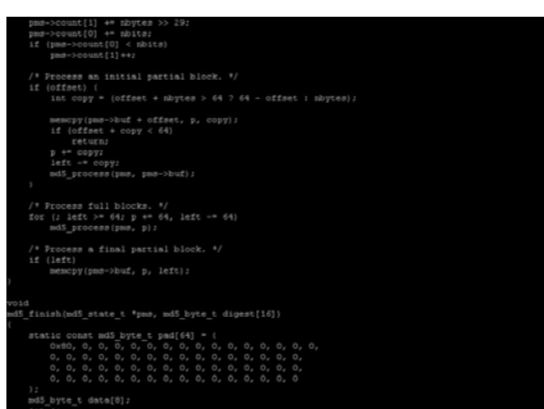 pms->count[1] += nbytes >> 29;
pms->count[0] += nbits;
if (pms->count[0] < nbits)
pms->count[1]++;
/* Process an initial partial block. */
if (offset) {
int copy = (offset + nbytes > 64 ? 64 - offset : nbytes);
memcpy(pms->buf + offset, p, copy);
if (offset + copy < 64)
return;
p += copy;
left -= copy;
md5_process(pms, pms->buf);
}
/* Process full blocks. */
for (; left >= 64; p += 64, left -= 64)
md5_process(pms, p);
/* Process a final partial block. */
if (left)
memcpy(pms->buf, p, left);
}
void
md5_finish(md5_state_t *pms, md5_byte_t digest[16])
{
static const md5_byte_t pad[64] = {
0x80, 0, 0, 0, 0, 0, 0, 0, 0, 0, 0, 0, 0, 0, 0, 0,
0, 0, 0, 0, 0, 0, 0, 0, 0, 0, 0, 0, 0, 0, 0, 0,
0, 0, 0, 0, 0, 0, 0, 0, 0, 0, 0, 0, 0, 0, 0, 0,
0, 0, 0, 0, 0, 0, 0, 0, 0, 0, 0, 0, 0, 0, 0, 0
};
md5_byte_t data[8];